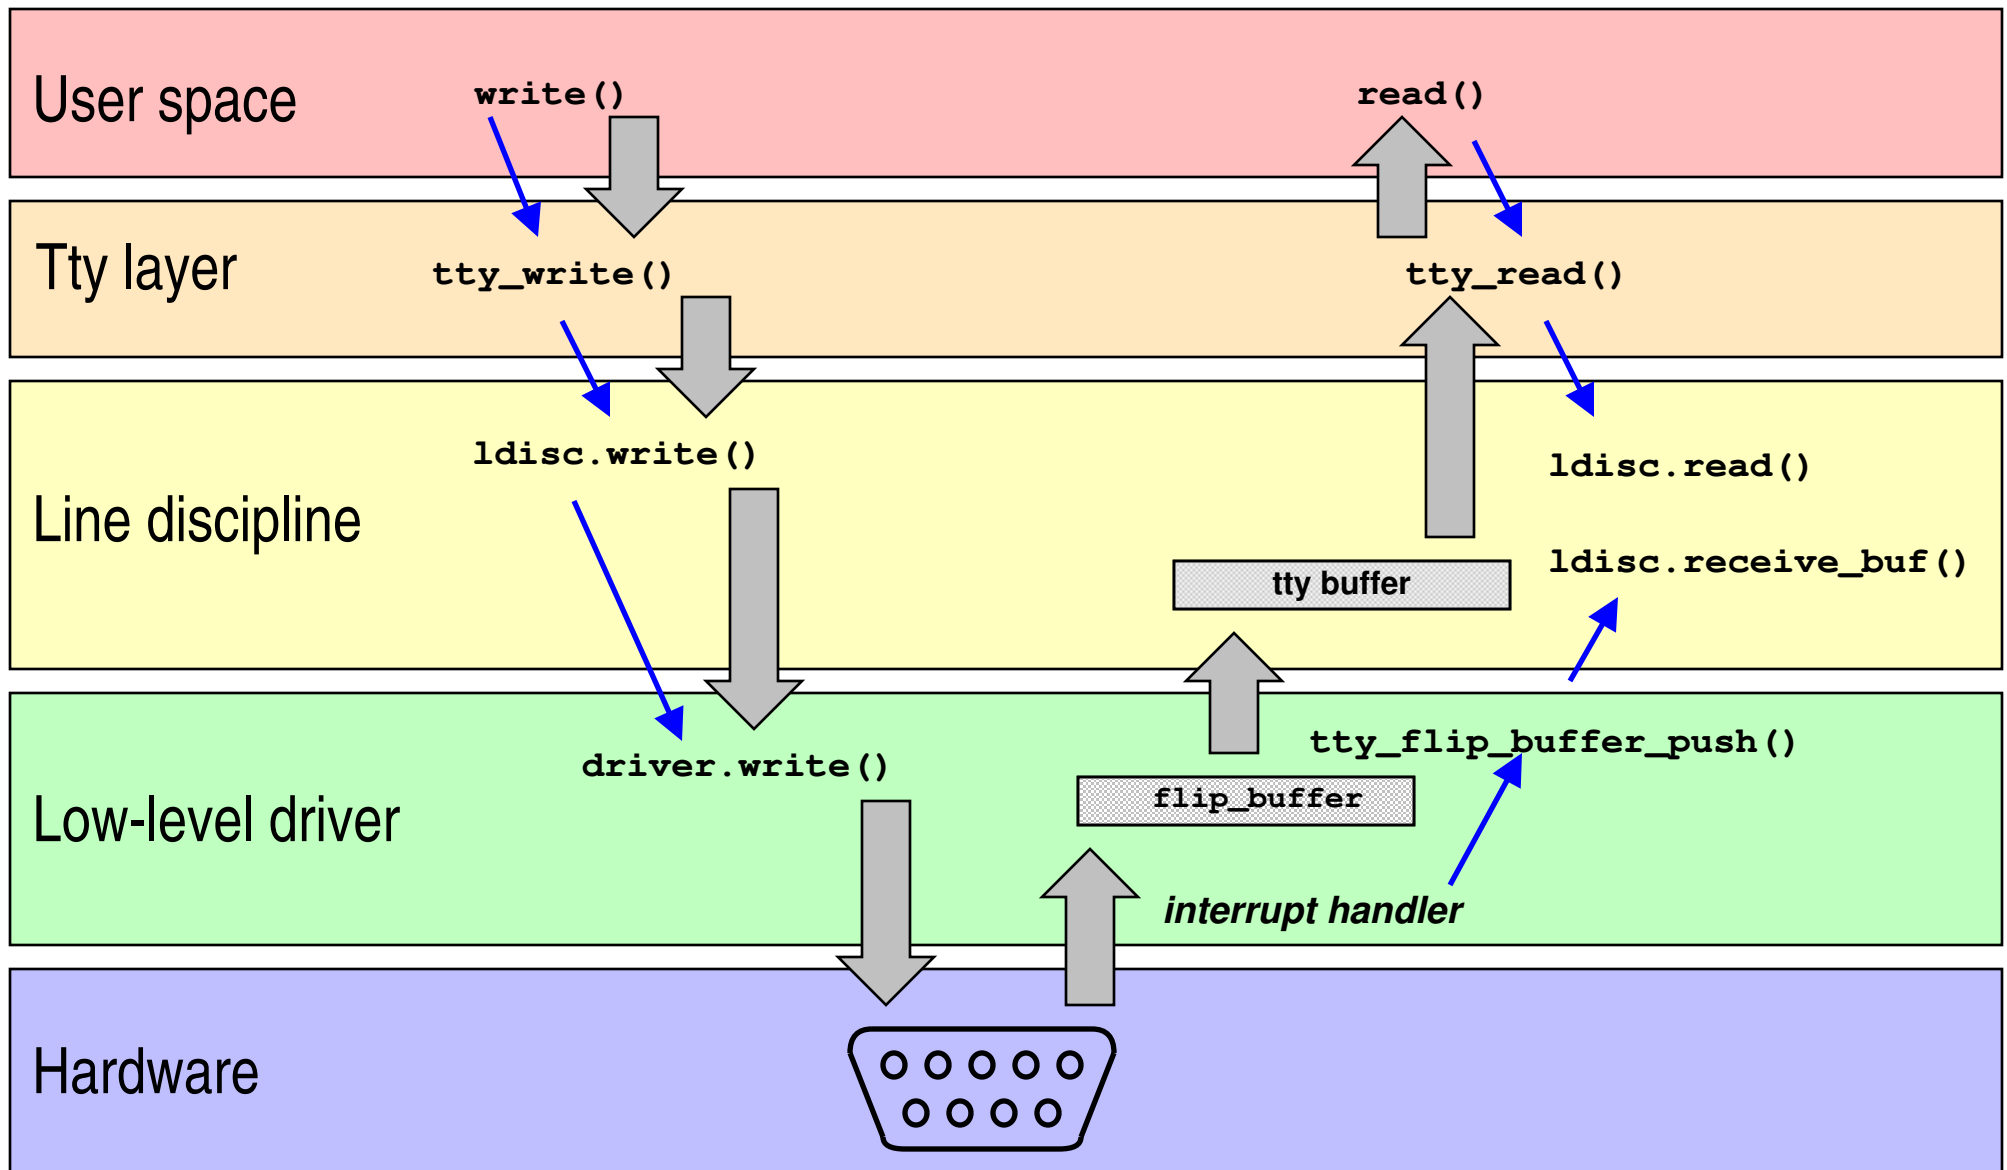 User space
write()
read()
Tty layer
tty_write()
tty_read()
ldisc.write()
ldisc.read()
Line discipline
ldisc.receive_buf()
tty buffer
tty_flip_buffer_push()
driver.write()
flip_buffer
Low-level driver
interrupt handler
Hardware